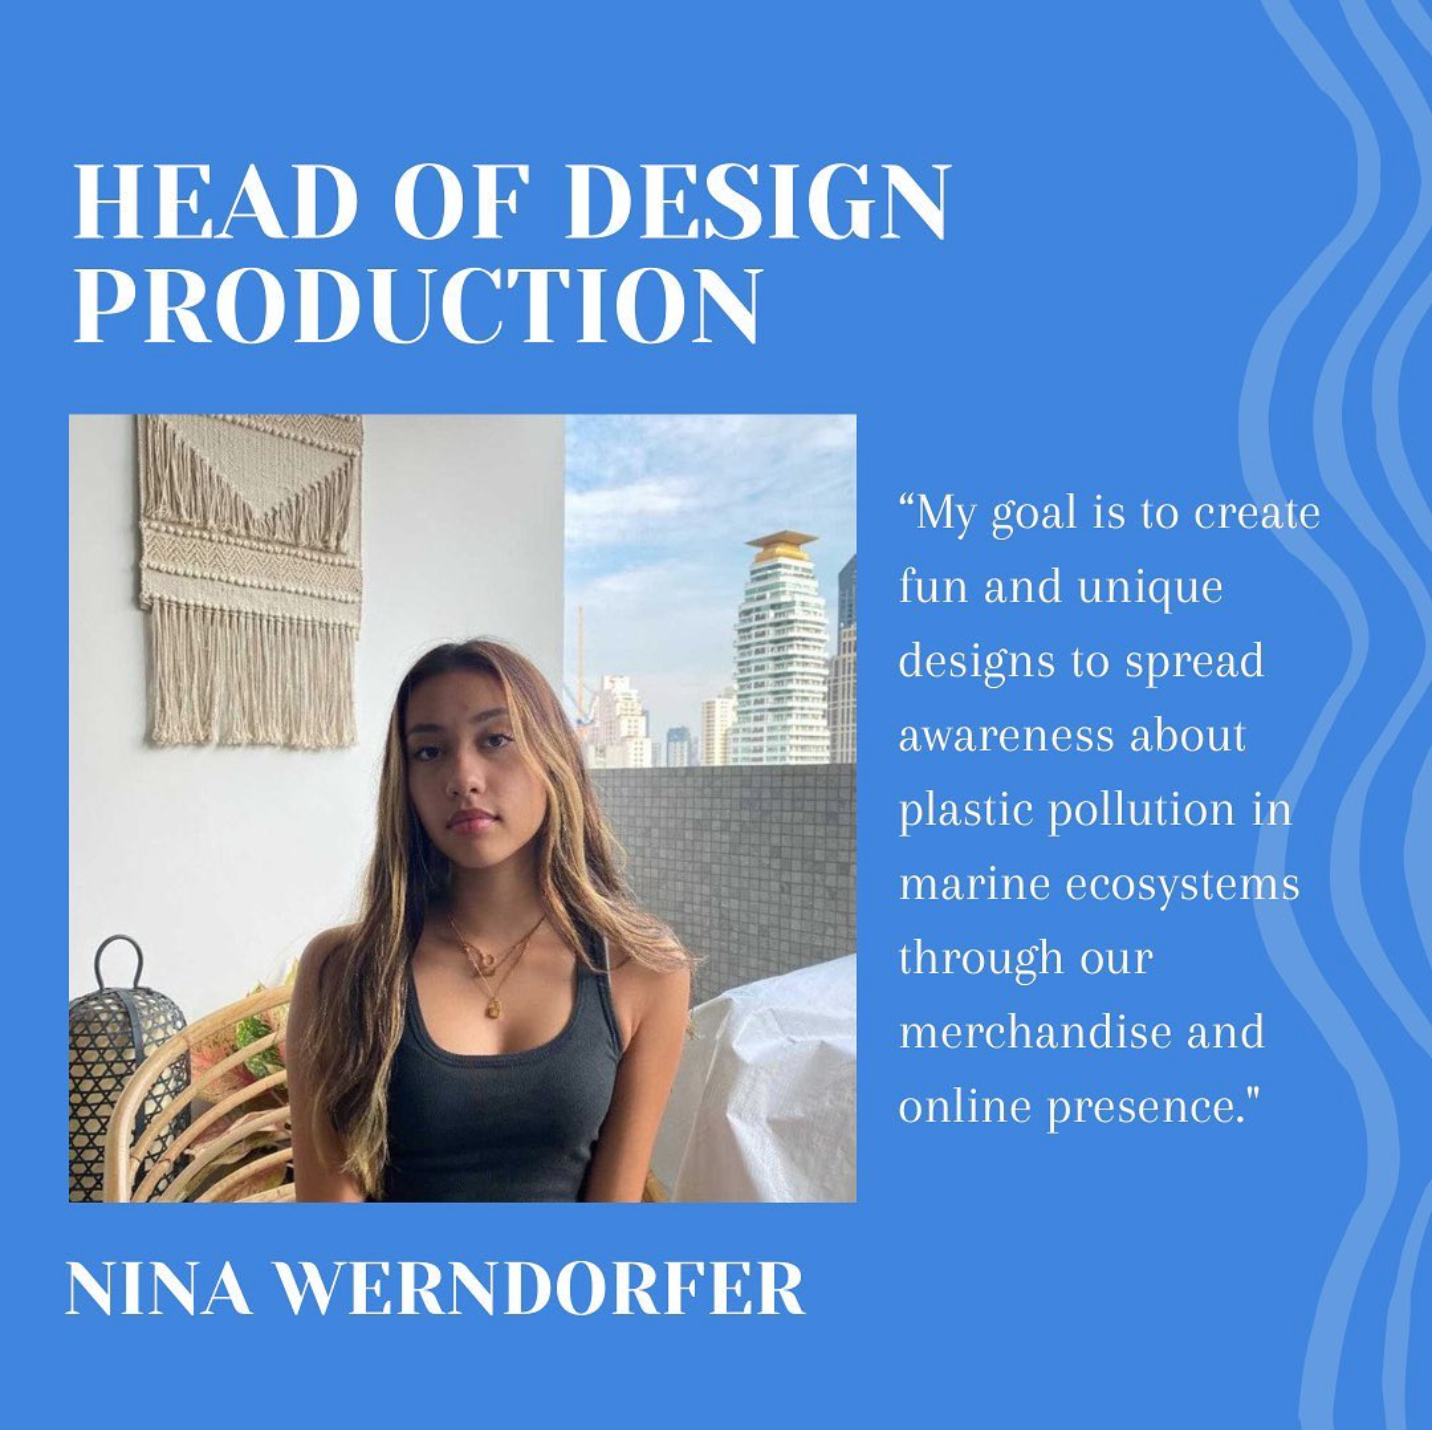 HEAD OF DESIGN
PRODUCTION
“My goal is to create
fun and unique
designs to spread
awareness about
plastic pollution in
marine ecosystems
through our
merchandise and
online presence."
NINA WERNDORFER